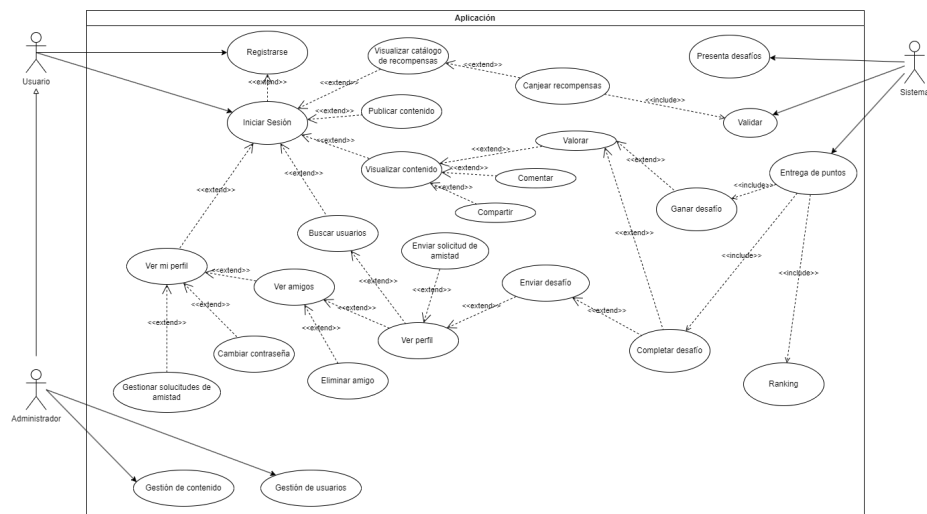 Aplicación
Usuario
Registrarse
Visualizar catálogo
de recompensas
Presenta desafíos
Sistema
<<extend>>
<<extend>>
<<extend>>
Canjear recompensas
<<extend>>
Publicar contenido
<<include>>
Iniciar Sesión
Validar
<<extend>>
Valorar
<<extend>>
<<extend>>
Visualizar contenido
<<extend>>
Comentar
Entrega de puntos
<<extend>>
<<include>>
<<extend>>
<<extend>>
Compartir
Ganar desafío
Buscar usuarios
<<extend>>
Enviar solicitud de
amistad
<<include>>
Ver mi perfil
<<extend>>
<<extend>>
<<include>>
Ver amigos
Enviar desafío
<<extend>>
<<extend>>
<<extend>>
<<extend>>
<<extend>>
<<extend>>
<<extend>>
<<extend>>
Ver perfil
Cambiar contraseña
Completar desafío
Gestionar solucitudes de
amistad
Eliminar amigo
Ranking
Administrador
Gestión de contenido
Gestión de usuarios